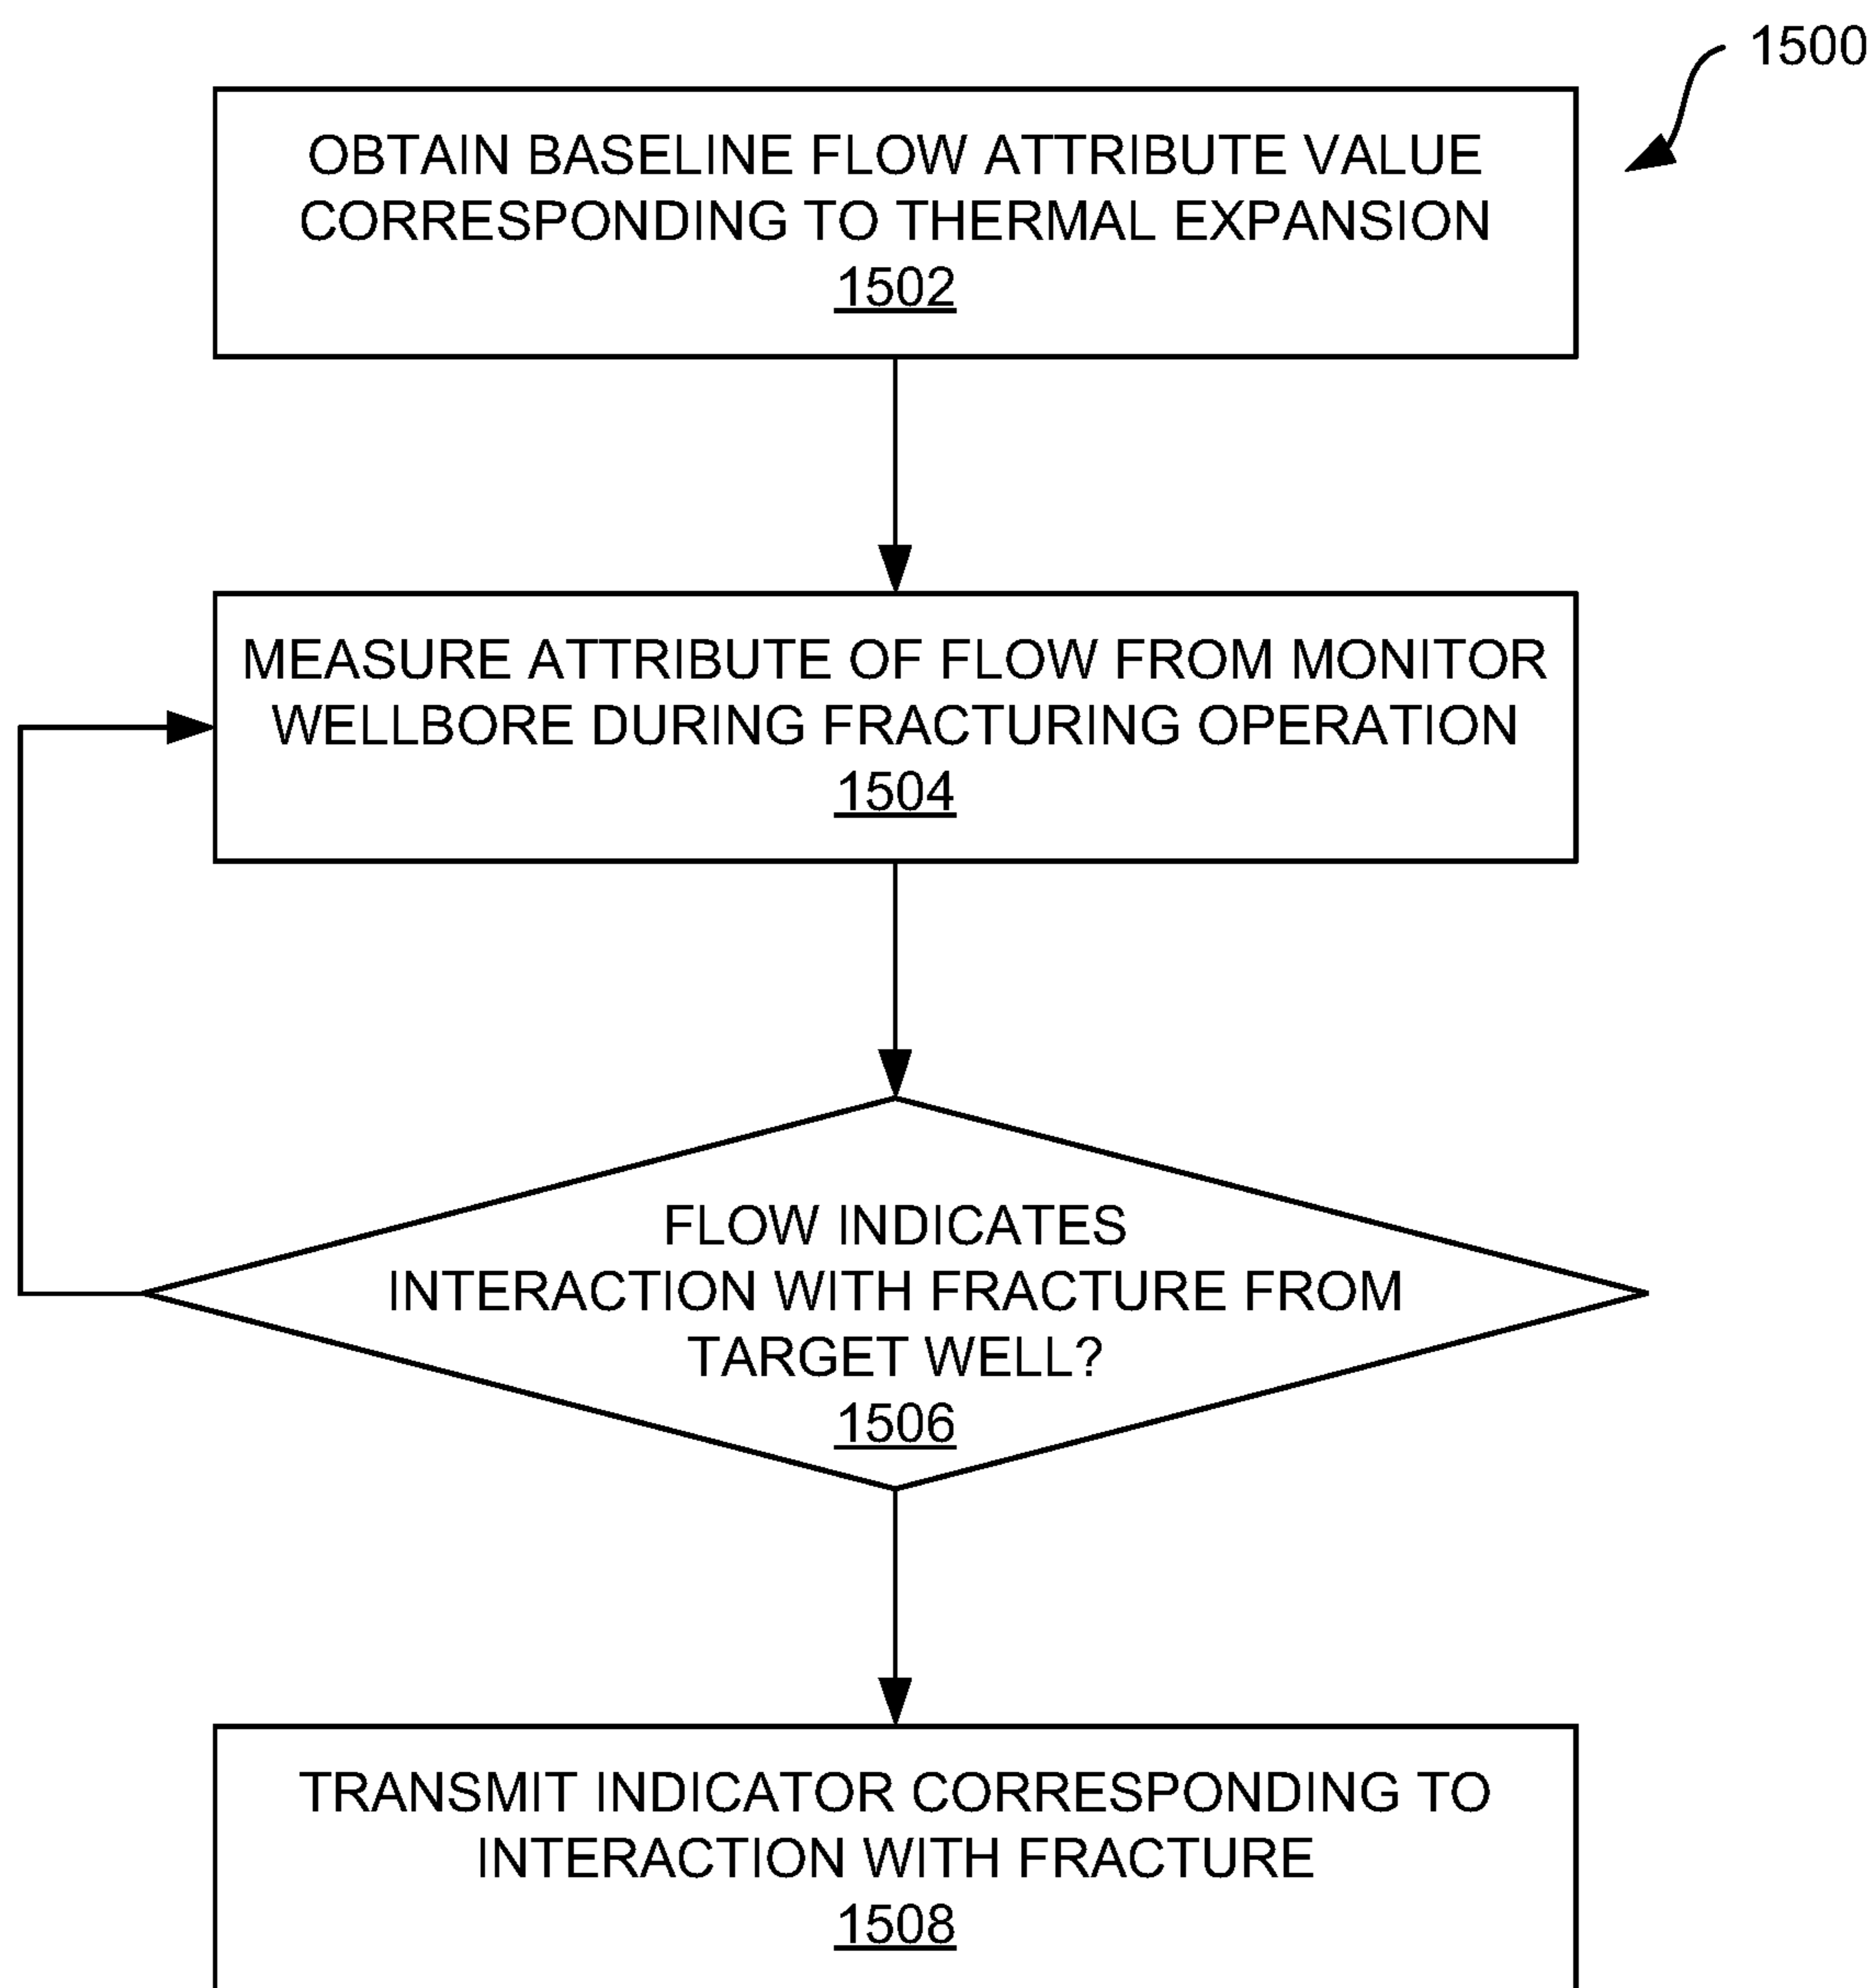 1500
OBTAIN BASELINE FLOW ATTRIBUTE VALUE
CORRESPONDING TO THERMAL EXPANSION
1502
MEASURE ATTRIBUTE OF FLOW FROM MONITOR
WELLBORE DURING FRACTURING OPERATION
1504
FLOW INDICATES
INTERACTION WITH FRACTURE FROM
TARGET WELL?
1506
TRANSMIT INDICATOR CORRESPONDING TO
INTERACTION WITH FRACTURE
1508